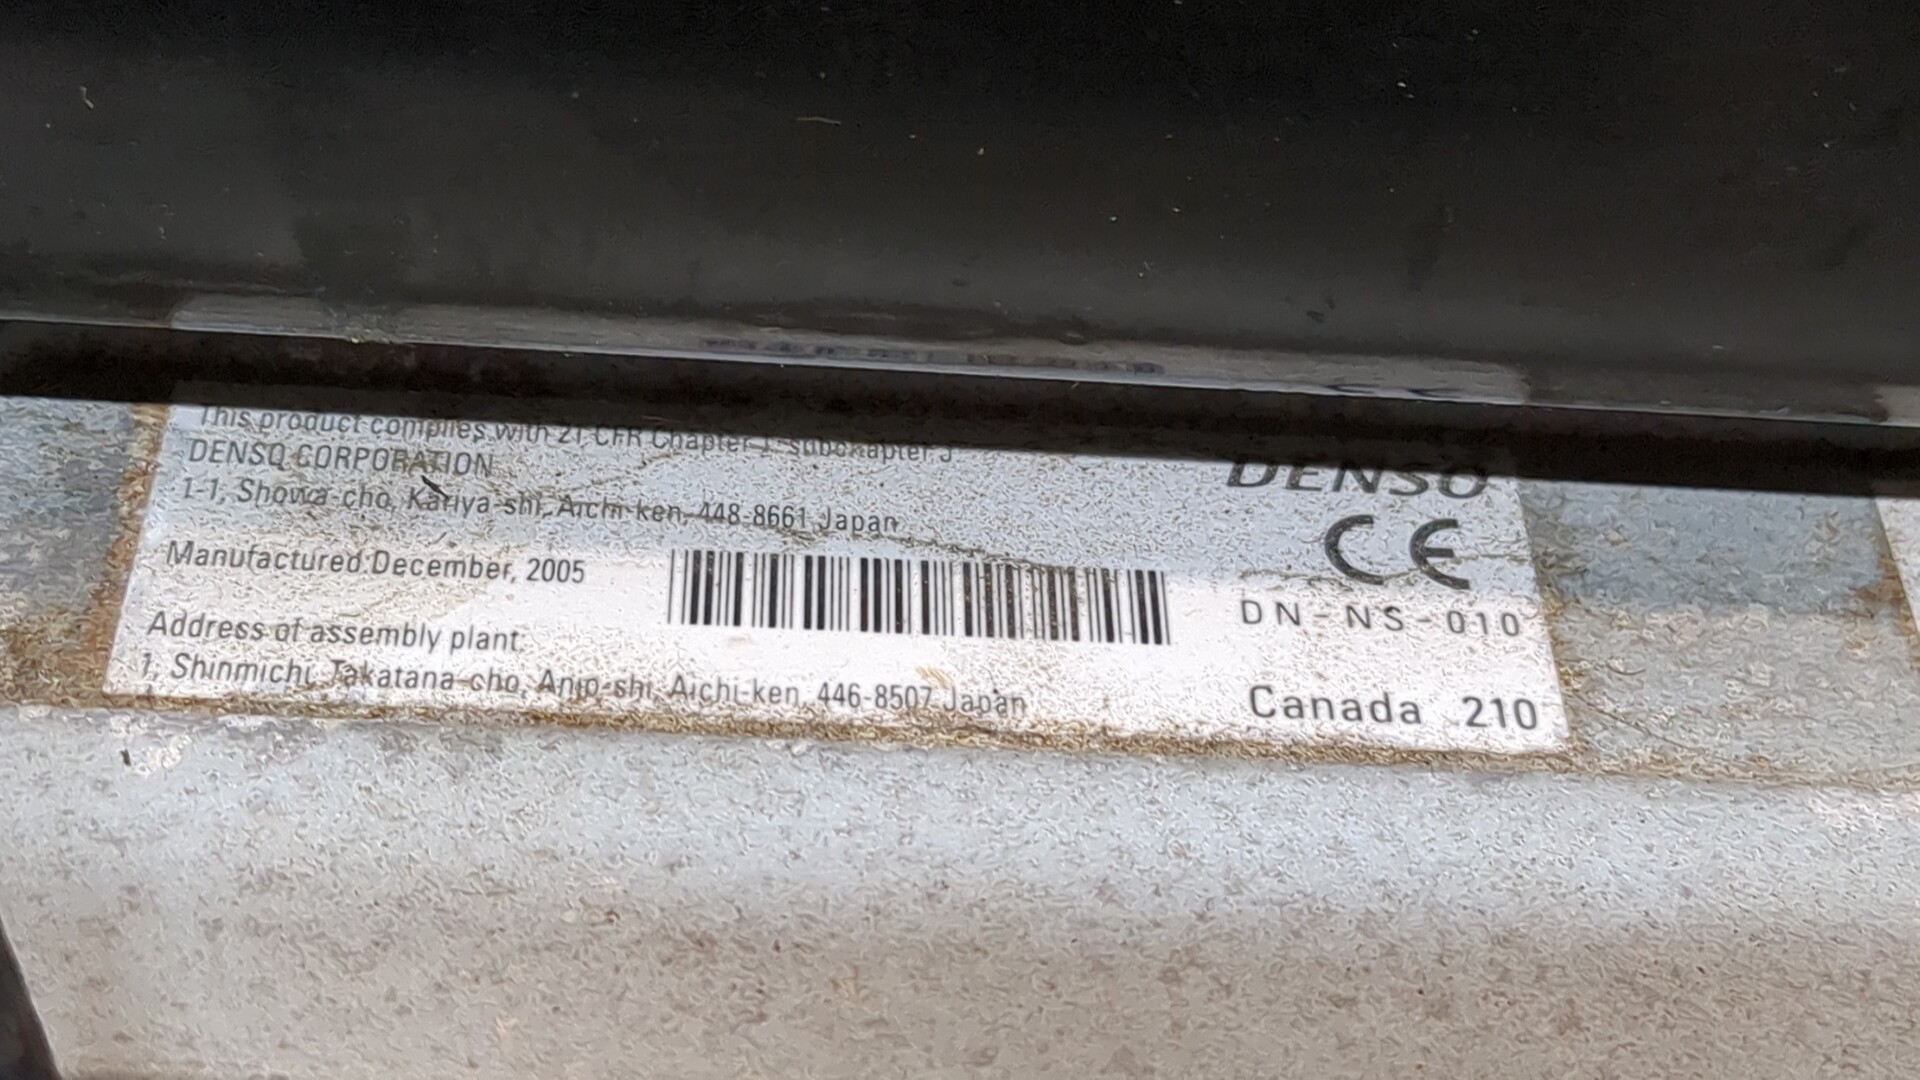 This product complies with 21 CFR Chapter 1 subchapter J
DENSO CORPORATION
1-1, Showa-cho, Kariya-shi, Aichi-ken, 448-8661 Japan
Manufactured: December, 2005
Address of assembly plant:
1, Shinmichi, Takatana-cho, Anjo-shi, Aichi-ken, 446-8507 Japan
DENSO
CE
DN-NS-010
Canada 210